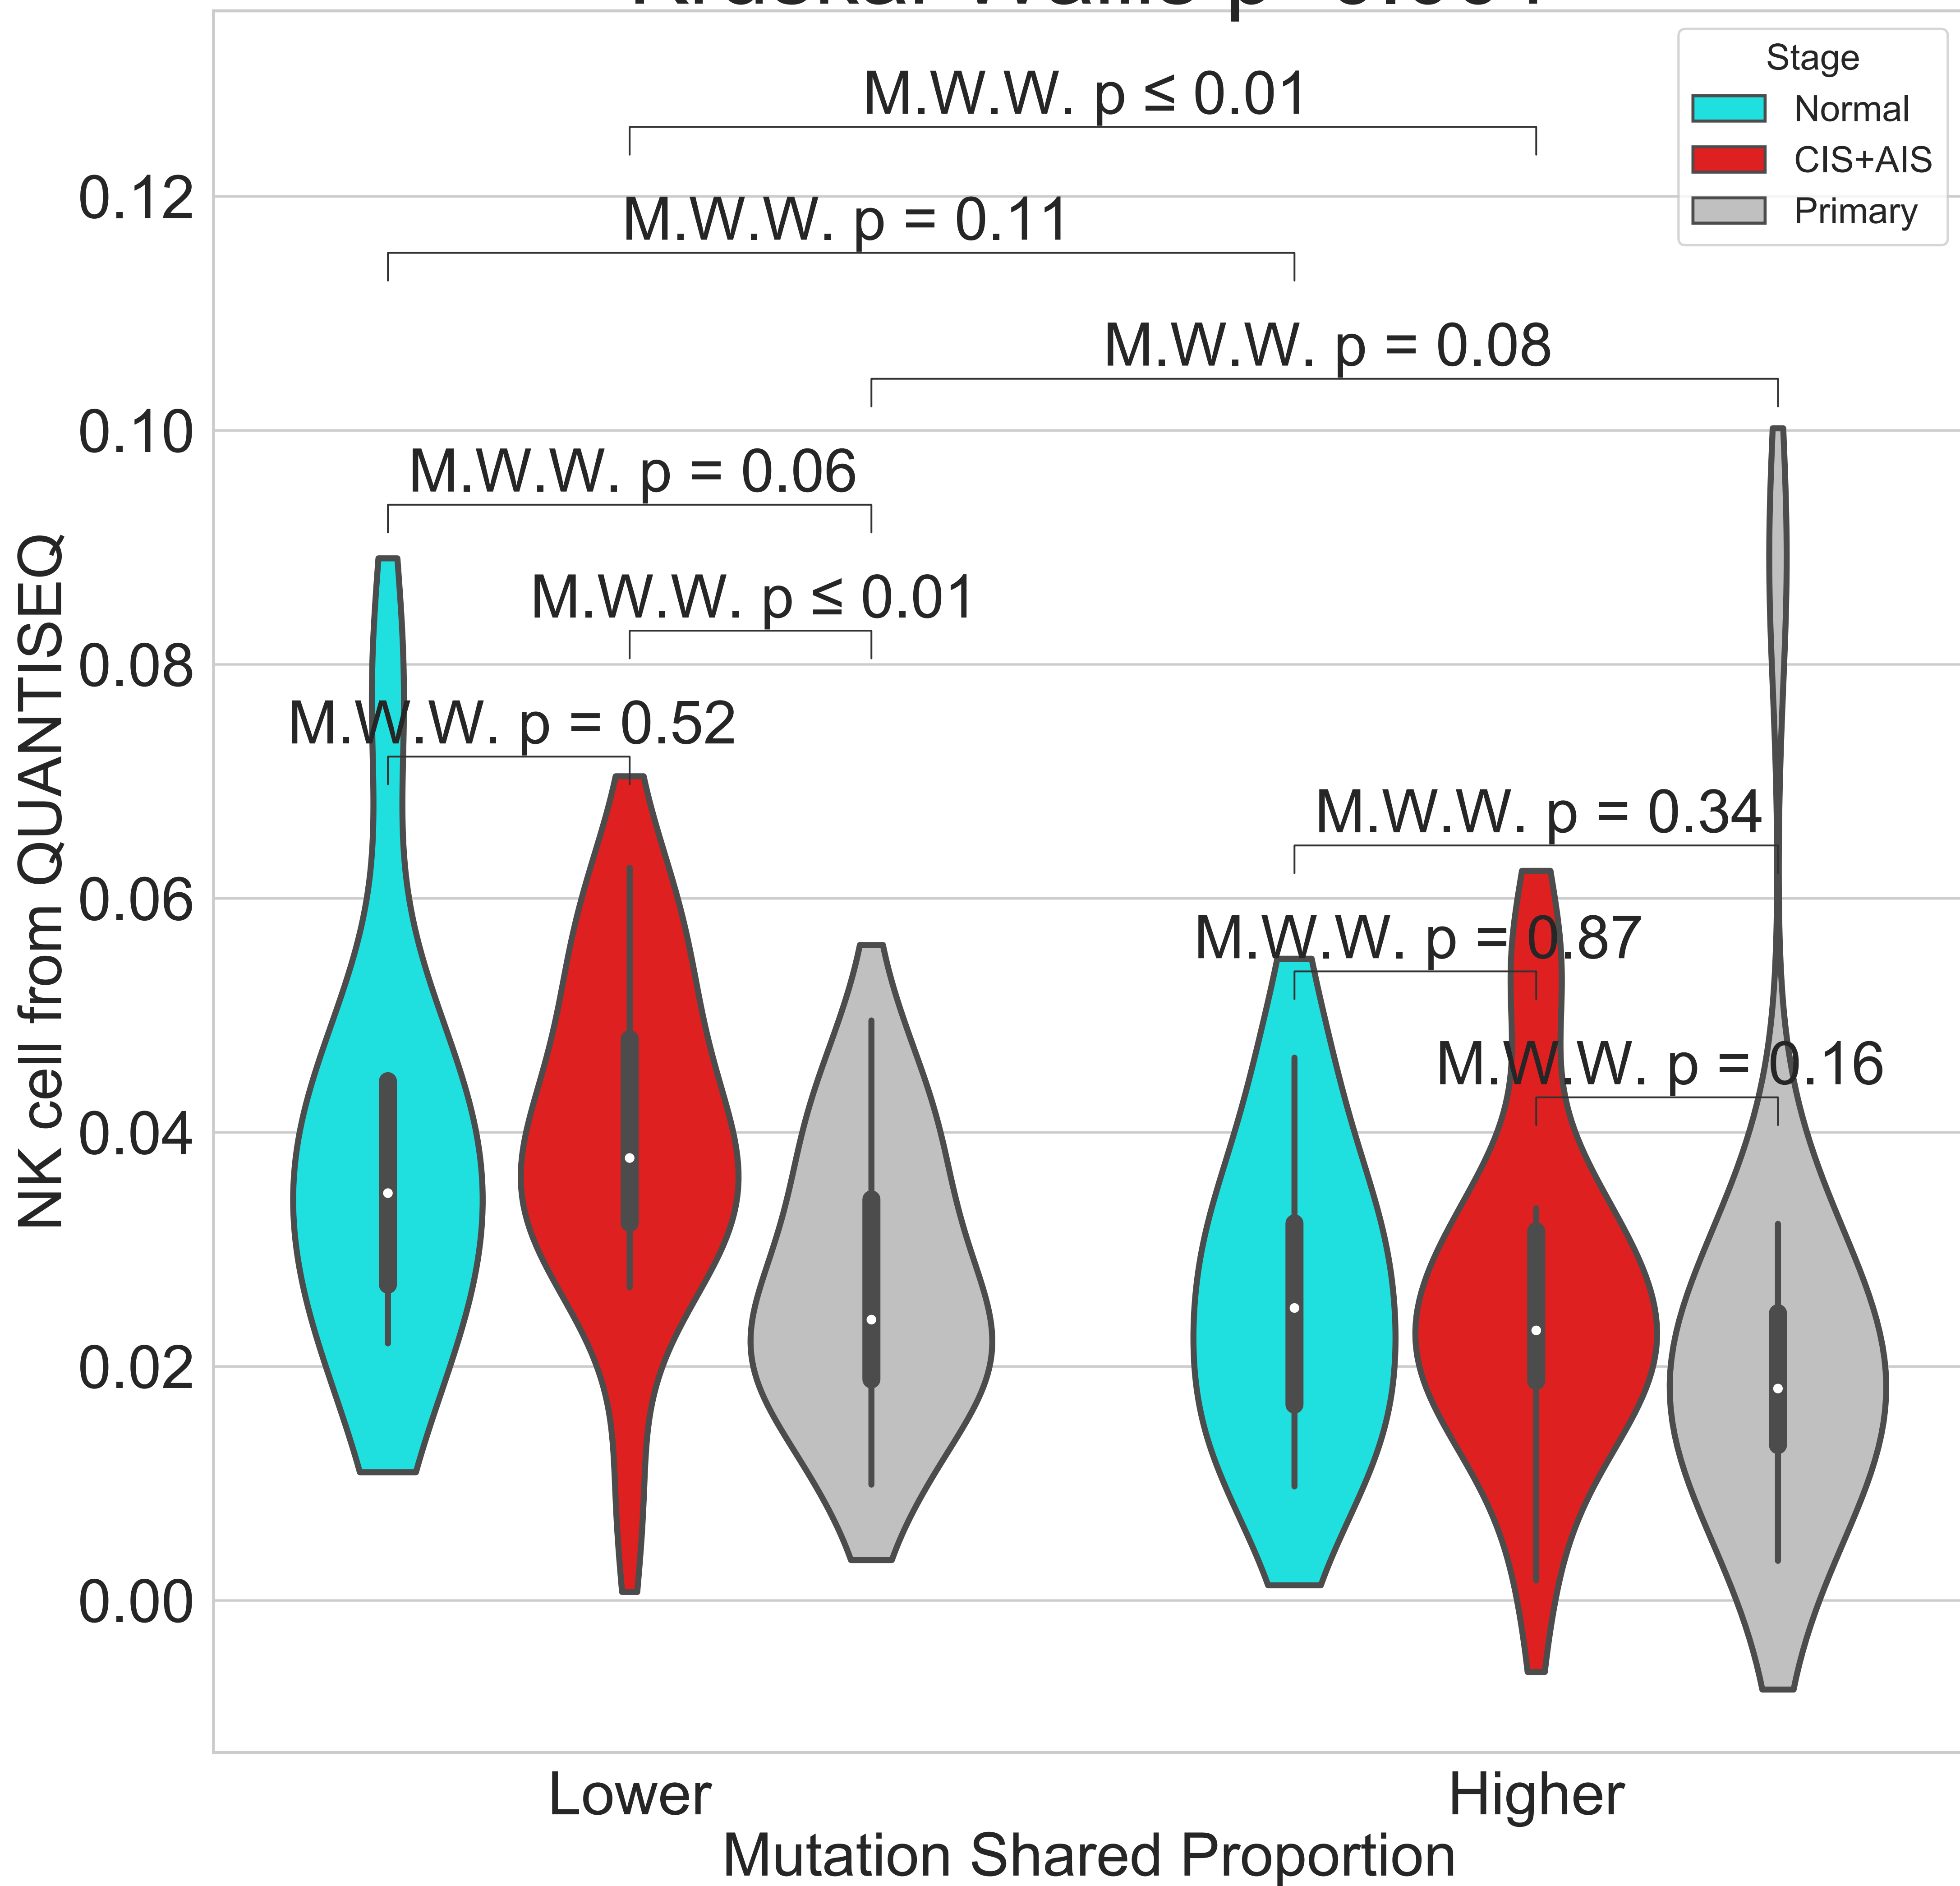 Stage
Normal
CIS+AIS
Primary
M.W.W. p ≤ 0.01
M.W.W. p = 0.11
M.W.W. p = 0.08
M.W.W. p = 0.06
M.W.W. p ≤ 0.01
M.W.W. p = 0.52
M.W.W. p = 0.34
M.W.W. p = 0.87
M.W.W. p = 0.16
0.12
0.10
0.08
0.06
0.04
0.02
0.00
NK cell from QUANTISEQ
Lower
Higher
Mutation Shared Proportion